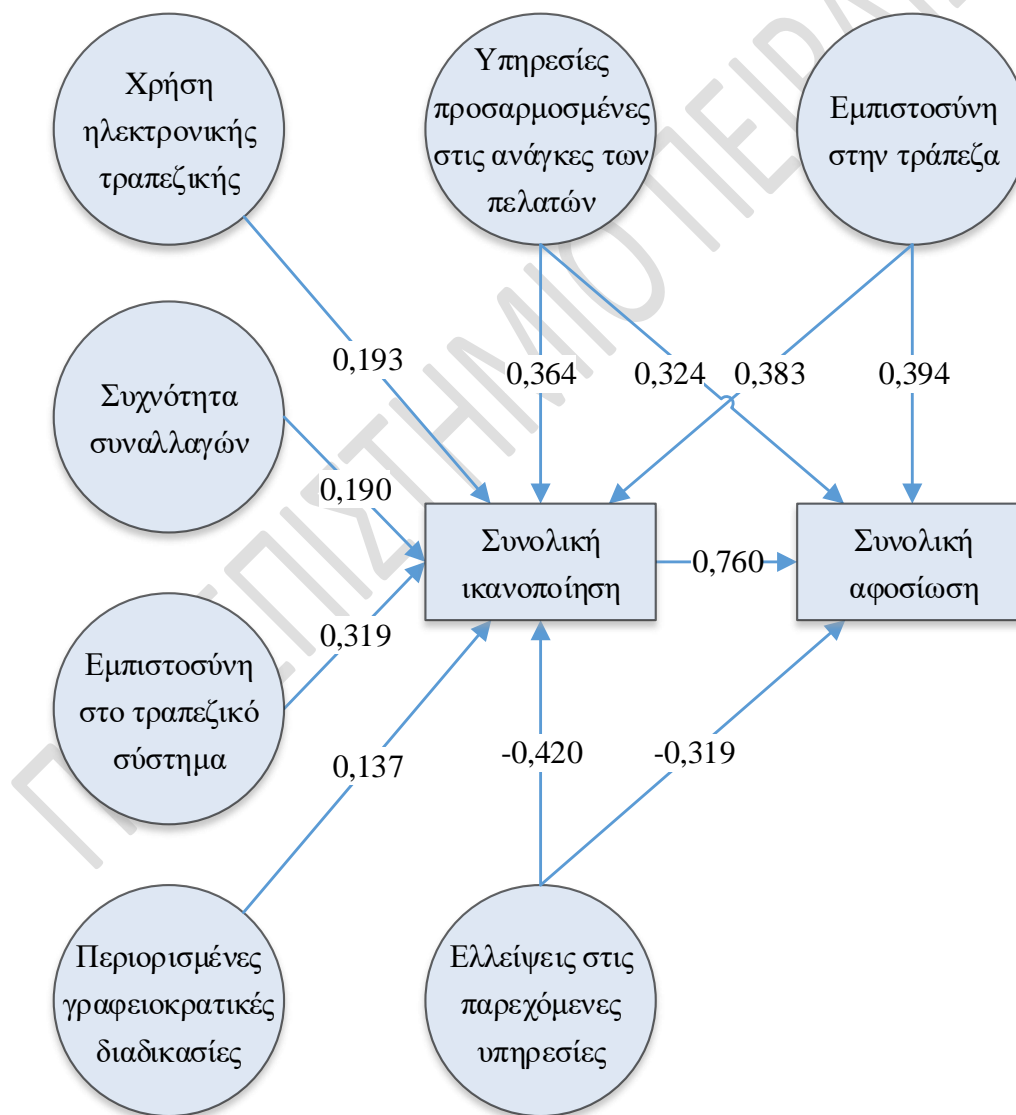 Χρήση
ηλεκτρονικής
τραπεζικής
Υπηρεσίες
προσαρμοσμένες
στις ανάγκες των
πελατών
Εμπιστοσύνη
στην τράπεζα
0,193
0,364
0,324
0,383
0,394
Συχνότητα
συναλλαγών
0,190
Συνολική
ικανοποίηση
0,760
Συνολική
αφοσίωση
Εμπιστοσύνη
στο τραπεζικό
σύστημα
0,319
0,137
-0,420
-0,319
Περιορισμένες
γραφειοκρατικές
διαδικασίες
Ελλείψεις στις
παρεχόμενες
υπηρεσίες